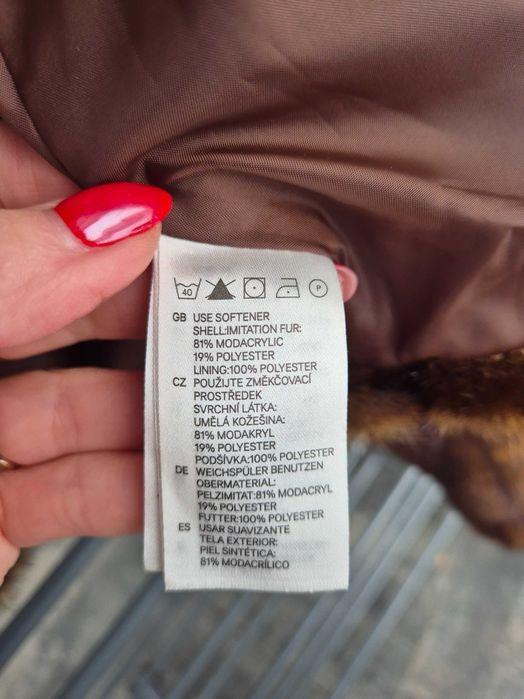 40
P
GB USE SOFTENER
SHELL:IMITATION FUR:
81% MODACRYLIC
19% POLYESTER
LINING:100% POLYESTER
CZ POUŽIJTE ZMĚKČOVACÍ
PROSTŘEDEK
SVRCHNÍ LÁTKA:
UMĚLÁ KOŽEŠINA:
81% MODAKRYL
19% POLYESTER
PODŠÍVKA:100% POLYESTER
DE WEICHSPÜLER BENUTZEN
OBERMATERIAL:
PELZIMITAT:81% MODACRYL
19% POLYESTER
FUTTER:100% POLYESTER
ES USAR SUAVIZANTE
TELA EXTERIOR:
PIEL SINTÉTICA:
81% MODACRÍLICO